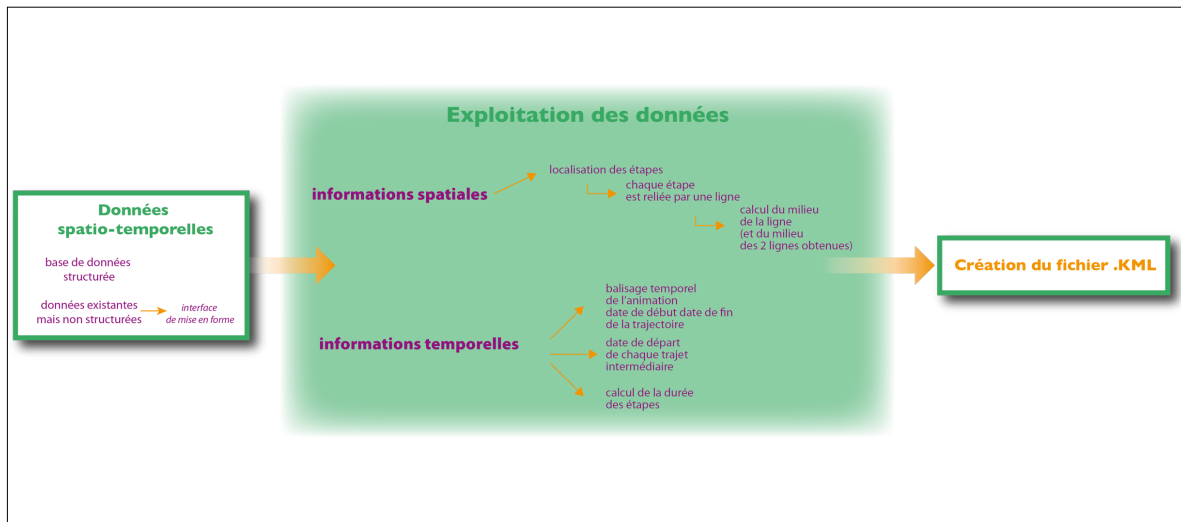 Exploitation des données
Données
spatio-temporelles
base de données
structurée
données existantes
mais non structurées
interface
de mise en forme
informations spatiales
localisation des étapes
chaque étape
est reliée par une ligne
calcul du milieu
de la ligne
(et du milieu
des 2 lignes obtenues)
informations temporelles
balisage temporel
de l'animation
date de début date de fin
de la trajectoire
date de départ
de chaque trajet
intermédiaire
calcul de la durée
des étapes
Création du fichier .KML